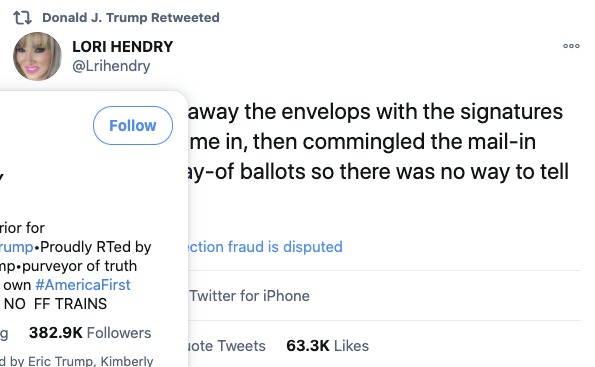 Donald J. Trump Retweeted
LORI HENDRY
@Lrihendry
away the envelops with the signatures
me in, then commingled the mail-in
ay-of ballots so there was no way to tell
Follow
rior for
rump•Proudly RTed by
mp•purveyor of truth
own #AmericaFirst
NO FF TRAINS
ection fraud is disputed
Twitter for iPhone
g 382.9K Followers
uote Tweets 63.3K Likes
d by Eric Trump, Kimberly